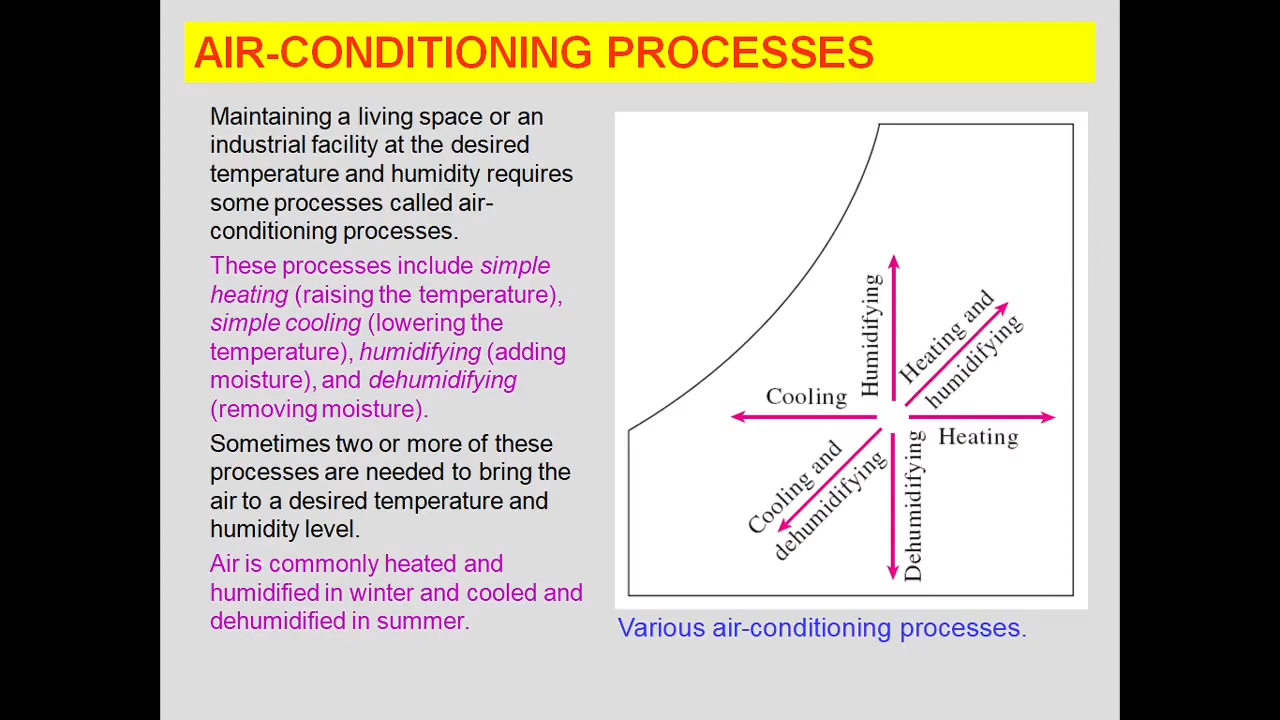 AIR-CONDITIONING PROCESSES
Maintaining a living space or an
industrial facility at the desired
temperature and humidity requires
some processes called air-
conditioning processes.
These processes include simple
heating (raising the temperature),
simple cooling (lowering the
temperature), humidifying (adding
moisture), and dehumidifying
(removing moisture).
Sometimes two or more of these
processes are needed to bring the
air to a desired temperature and
humidity level.
Air is commonly heated and
humidified in winter and cooled and
dehumidified in summer.
Humidifying
Heating and
humidifying
Cooling
Heating
Cooling and
dehumidifying
Dehumidifying
Various air-conditioning processes.